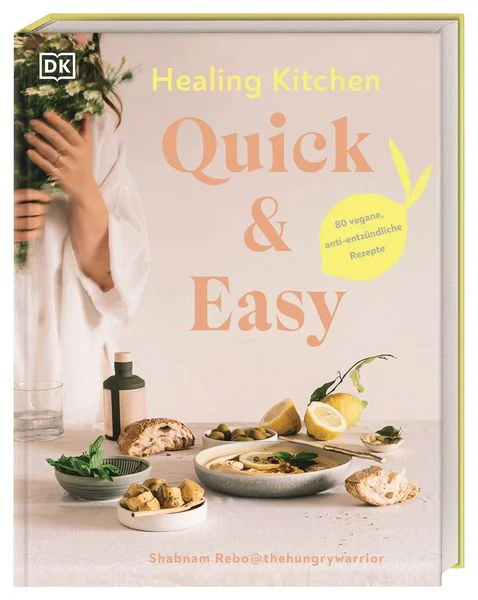 DK
Healing Kitchen
Quick
&
Easy
80 vegane,
anti-entzündliche
Rezepte
Shabnam Rebo@thehungrywarrior